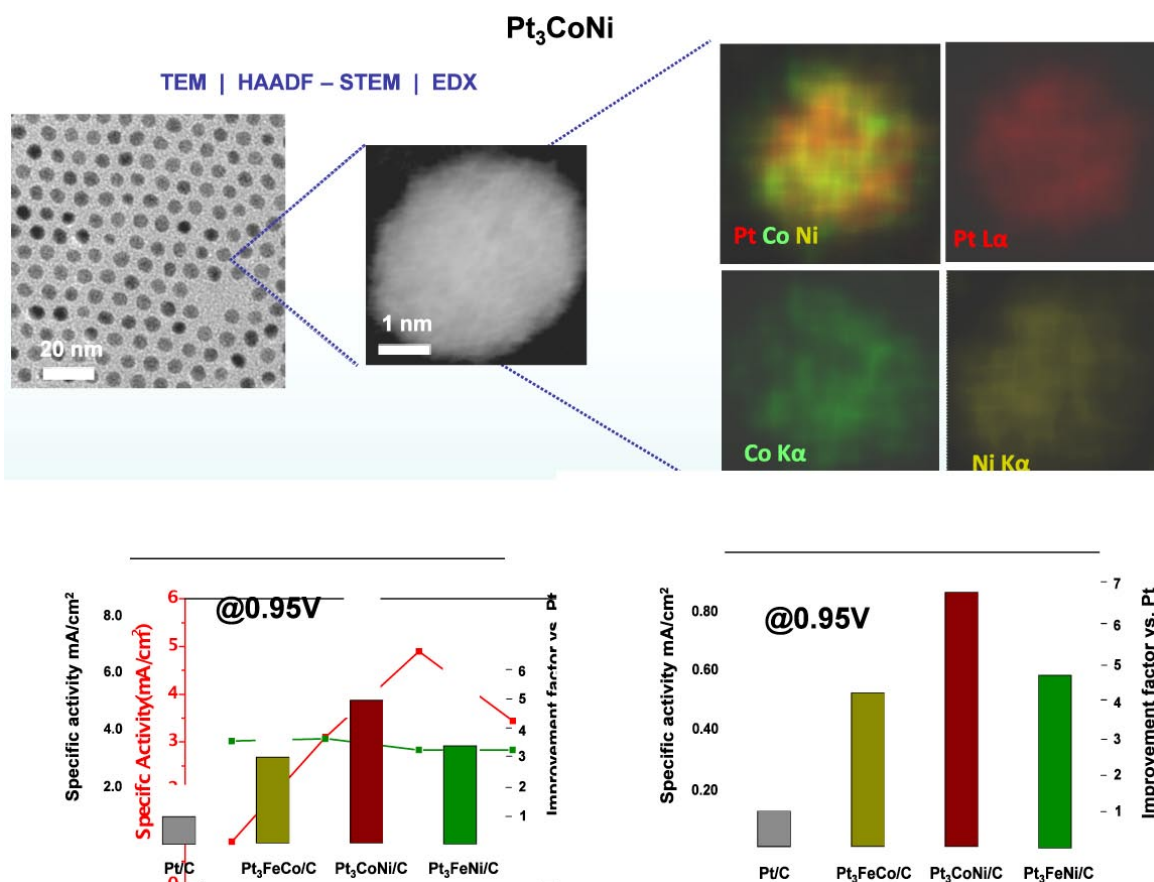 Pt₃CoNi
TEM | HAADF – STEM | EDX
20 nm
1 nm
Pt Co Ni
Pt Lα
Co Kα
Ni Kα
@0.95V
Specific activity mA/cm²
8.0
6.0
4.0
2.0
Specifc Activity(mA/cm²)
6
5
4
3
Improvement factor vs. Pt
6
5
4
3
2
1
Pt/C
Pt₃FeCo/C
Pt₃CoNi/C
Pt₃FeNi/C
@0.95V
Specific activity mA/cm²
0.80
0.60
0.40
0.20
Improvement factor vs. Pt
7
6
5
4
3
2
1
Pt/C
Pt₃FeCo/C
Pt₃CoNi/C
Pt₃FeNi/C